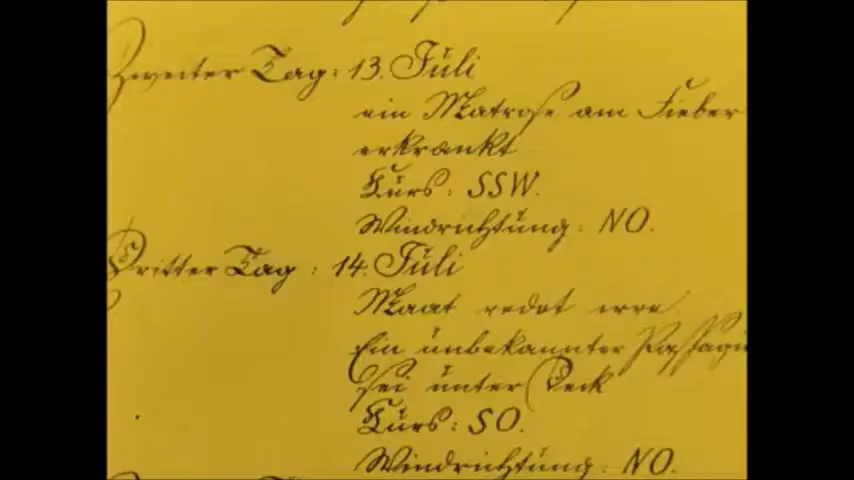 Zweiter Tag: 13. Juli
ein Matrose am Fieber
erkrankt
Kurs: SSW.
Windrichtung: NO.
Dritter Tag: 14. Juli
Maat redet irre.
Ein unbekannter Passagi
sei unter Deck
Kurs: SO.
Windrichtung: NO.